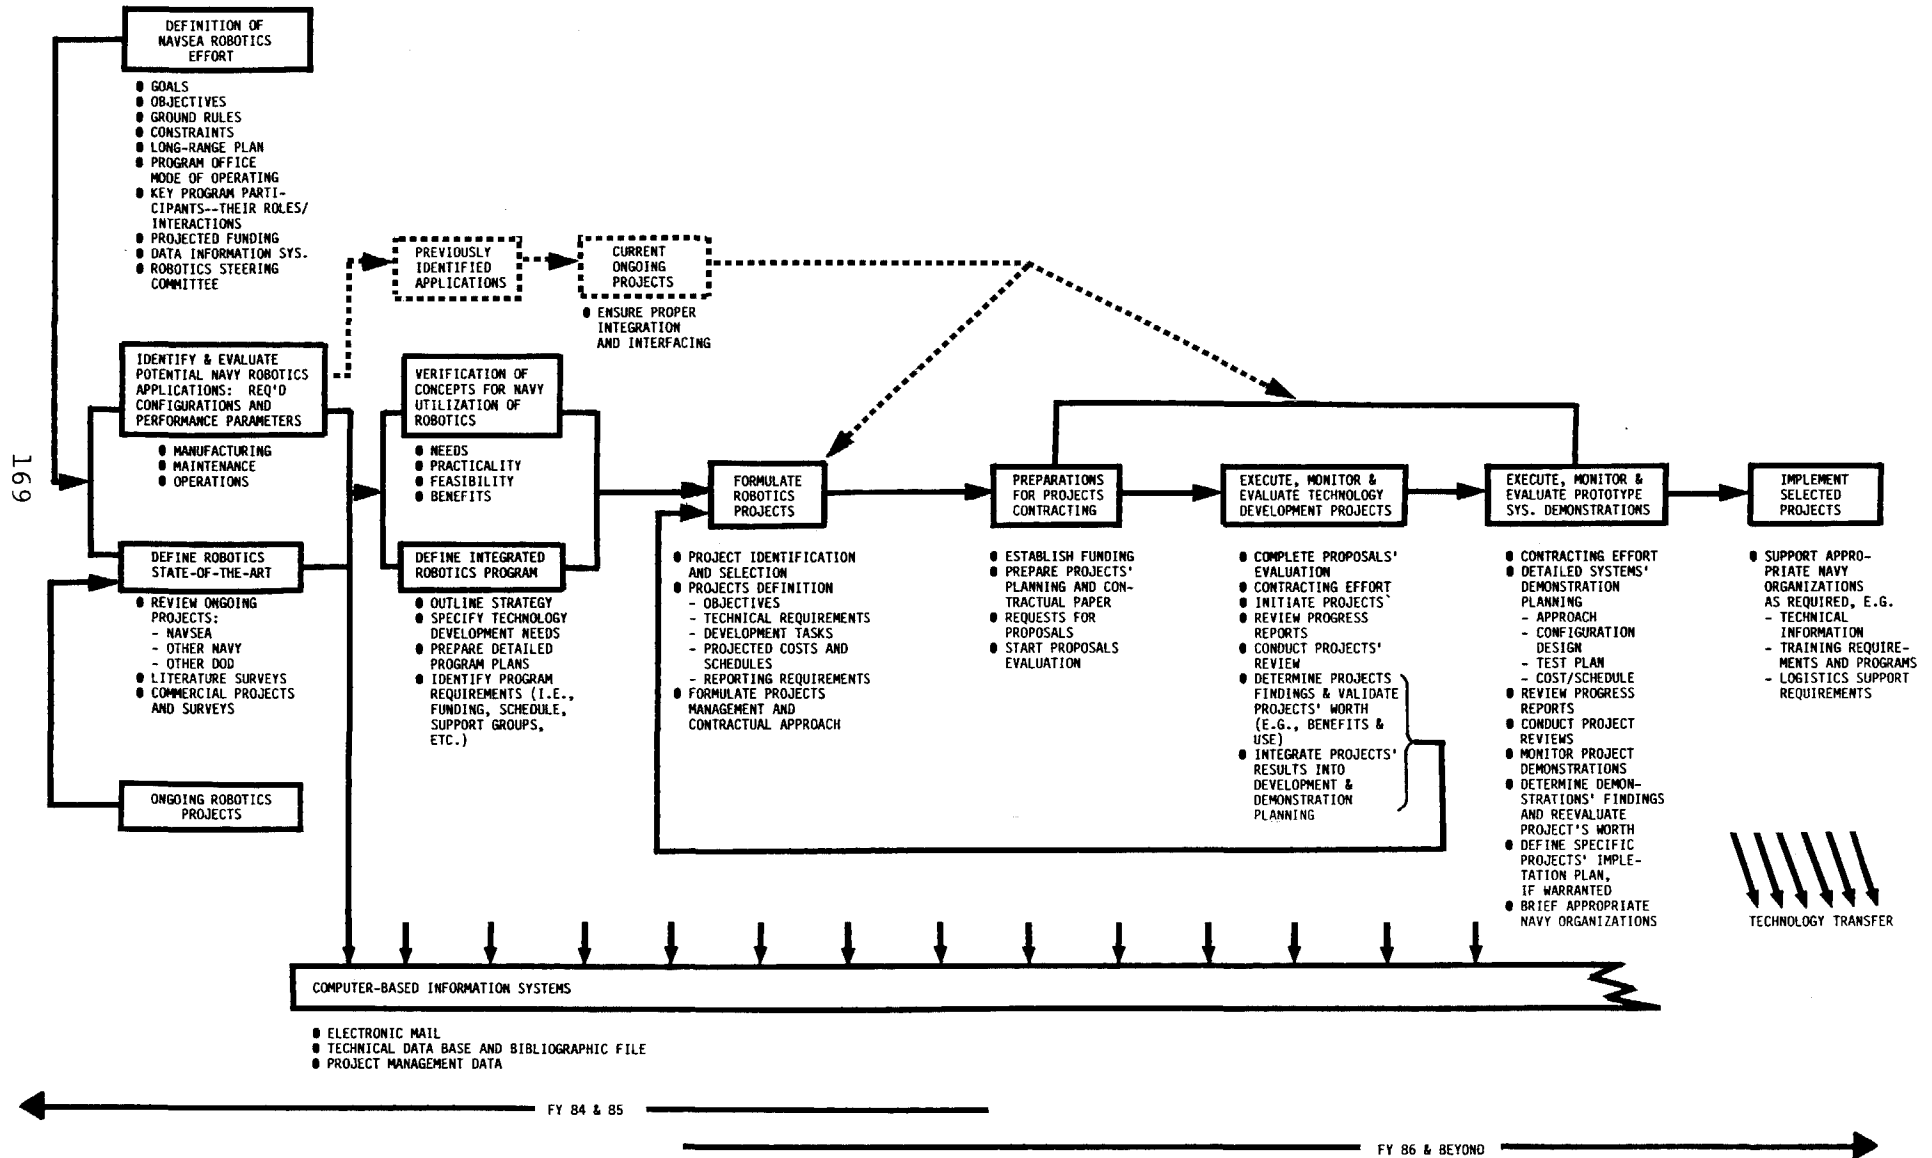 DEFINITION OF
NAVSEA ROBOTICS
EFFORT
● GOALS
● OBJECTIVES
● GROUND RULES
● CONSTRAINTS
● LONG-RANGE PLAN
● PROGRAM OFFICE
MODE OF OPERATING
● KEY PROGRAM PARTI-
CIPANTS--THEIR ROLES/
INTERACTIONS
● PROJECTED FUNDING
● DATA INFORMATION SYS.
● ROBOTICS STEERING
COMMITTEE
PREVIOUSLY
IDENTIFIED
APPLICATIONS
CURRENT
ONGOING
PROJECTS
● ENSURE PROPER
INTEGRATION
AND INTERFACING
IDENTIFY & EVALUATE
POTENTIAL NAVY ROBOTICS
APPLICATIONS: REQ'D
CONFIGURATIONS AND
PERFORMANCE PARAMETERS
● MANUFACTURING
● MAINTENANCE
● OPERATIONS
169
DEFINE ROBOTICS
STATE-OF-THE-ART
● REVIEW ONGOING
PROJECTS:
- NAVSEA
- OTHER NAVY
- OTHER DOD
● LITERATURE SURVEYS
● COMMERCIAL PROJECTS
AND SURVEYS
ONGOING ROBOTICS
PROJECTS
VERIFICATION OF
CONCEPTS FOR NAVY
UTILIZATION OF
ROBOTICS
● NEEDS
● PRACTICALITY
● FEASIBILITY
● BENEFITS
DEFINE INTEGRATED
ROBOTICS PROGRAM
● OUTLINE STRATEGY
● SPECIFY TECHNOLOGY
DEVELOPMENT NEEDS
● PREPARE DETAILED
PROGRAM PLANS
● IDENTIFY PROGRAM
REQUIREMENTS (I.E.,
FUNDING, SCHEDULE,
SUPPORT GROUPS,
ETC.)
FORMULATE
ROBOTICS
PROJECTS
● PROJECT IDENTIFICATION
AND SELECTION
● PROJECTS DEFINITION
- OBJECTIVES
- TECHNICAL REQUIREMENTS
- DEVELOPMENT TASKS
- PROJECTED COSTS AND
SCHEDULES
- REPORTING REQUIREMENTS
● FORMULATE PROJECTS
MANAGEMENT AND
CONTRACTUAL APPROACH
PREPARATIONS
FOR PROJECTS
CONTRACTING
● ESTABLISH FUNDING
● PREPARE PROJECTS'
PLANNING AND CON-
TRACTUAL PAPER
● REQUESTS FOR
PROPOSALS
● START PROPOSALS
EVALUATION
EXECUTE, MONITOR &
EVALUATE TECHNOLOGY
DEVELOPMENT PROJECTS
● COMPLETE PROPOSALS'
EVALUATION
● CONTRACTING EFFORT
● INITIATE PROJECTS`
● REVIEW PROGRESS
REPORTS
● CONDUCT PROJECTS'
REVIEW
● DETERMINE PROJECTS
FINDINGS & VALIDATE
PROJECTS' WORTH
(E.G., BENEFITS &
USE)
● INTEGRATE PROJECTS'
RESULTS INTO
DEVELOPMENT &
DEMONSTRATION
PLANNING
EXECUTE, MONITOR &
EVALUATE PROTOTYPE
SYS. DEMONSTRATIONS
● CONTRACTING EFFORT
● DETAILED SYSTEMS'
DEMONSTRATION
PLANNING
- APPROACH
- CONFIGURATION
DESIGN
- TEST PLAN
- COST/SCHEDULE
● REVIEW PROGRESS
REPORTS
● CONDUCT PROJECT
REVIEWS
● MONITOR PROJECT
DEMONSTRATIONS
● DETERMINE DEMON-
STRATIONS' FINDINGS
AND REEVALUATE
PROJECT'S WORTH
● DEFINE SPECIFIC
PROJECTS' IMPLE-
TATION PLAN,
IF WARRANTED
● BRIEF APPROPRIATE
NAVY ORGANIZATIONS
IMPLEMENT
SELECTED
PROJECTS
● SUPPORT APPRO-
PRIATE NAVY
ORGANIZATIONS
AS REQUIRED, E.G.
- TECHNICAL
INFORMATION
- TRAINING REQUIRE-
MENTS AND PROGRAMS
- LOGISTICS SUPPORT
REQUIREMENTS
TECHNOLOGY TRANSFER
COMPUTER-BASED INFORMATION SYSTEMS
● ELECTRONIC MAIL
● TECHNICAL DATA BASE AND BIBLIOGRAPHIC FILE
● PROJECT MANAGEMENT DATA
FY 84 & 85
FY 86 & BEYOND